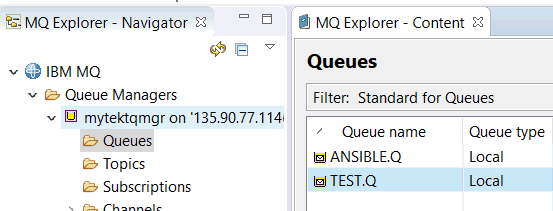 MQ Explorer - Navigator
IBM MQ
Queue Managers
mytektqmgr on '135.90.77.114(
Queues
Topics
Subscriptions
Channels
MQ Explorer - Content
Queues
Filter: Standard for Queues
Queue name Queue type
ANSIBLE.Q Local
TEST.Q Local